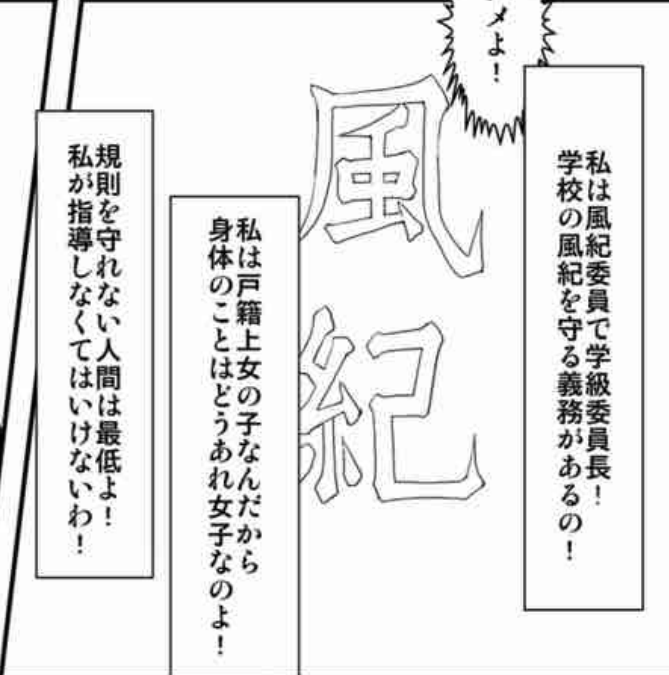 メよ！
私は風紀委員で学級委員長！
学校の風紀を守る義務があるの！
風紀
私は戸籍上女の子なんだから
身体のことはどうあれ女子なのよ！
規則を守れない人間は最低よ！
私が指導しなくてはいけないわ！